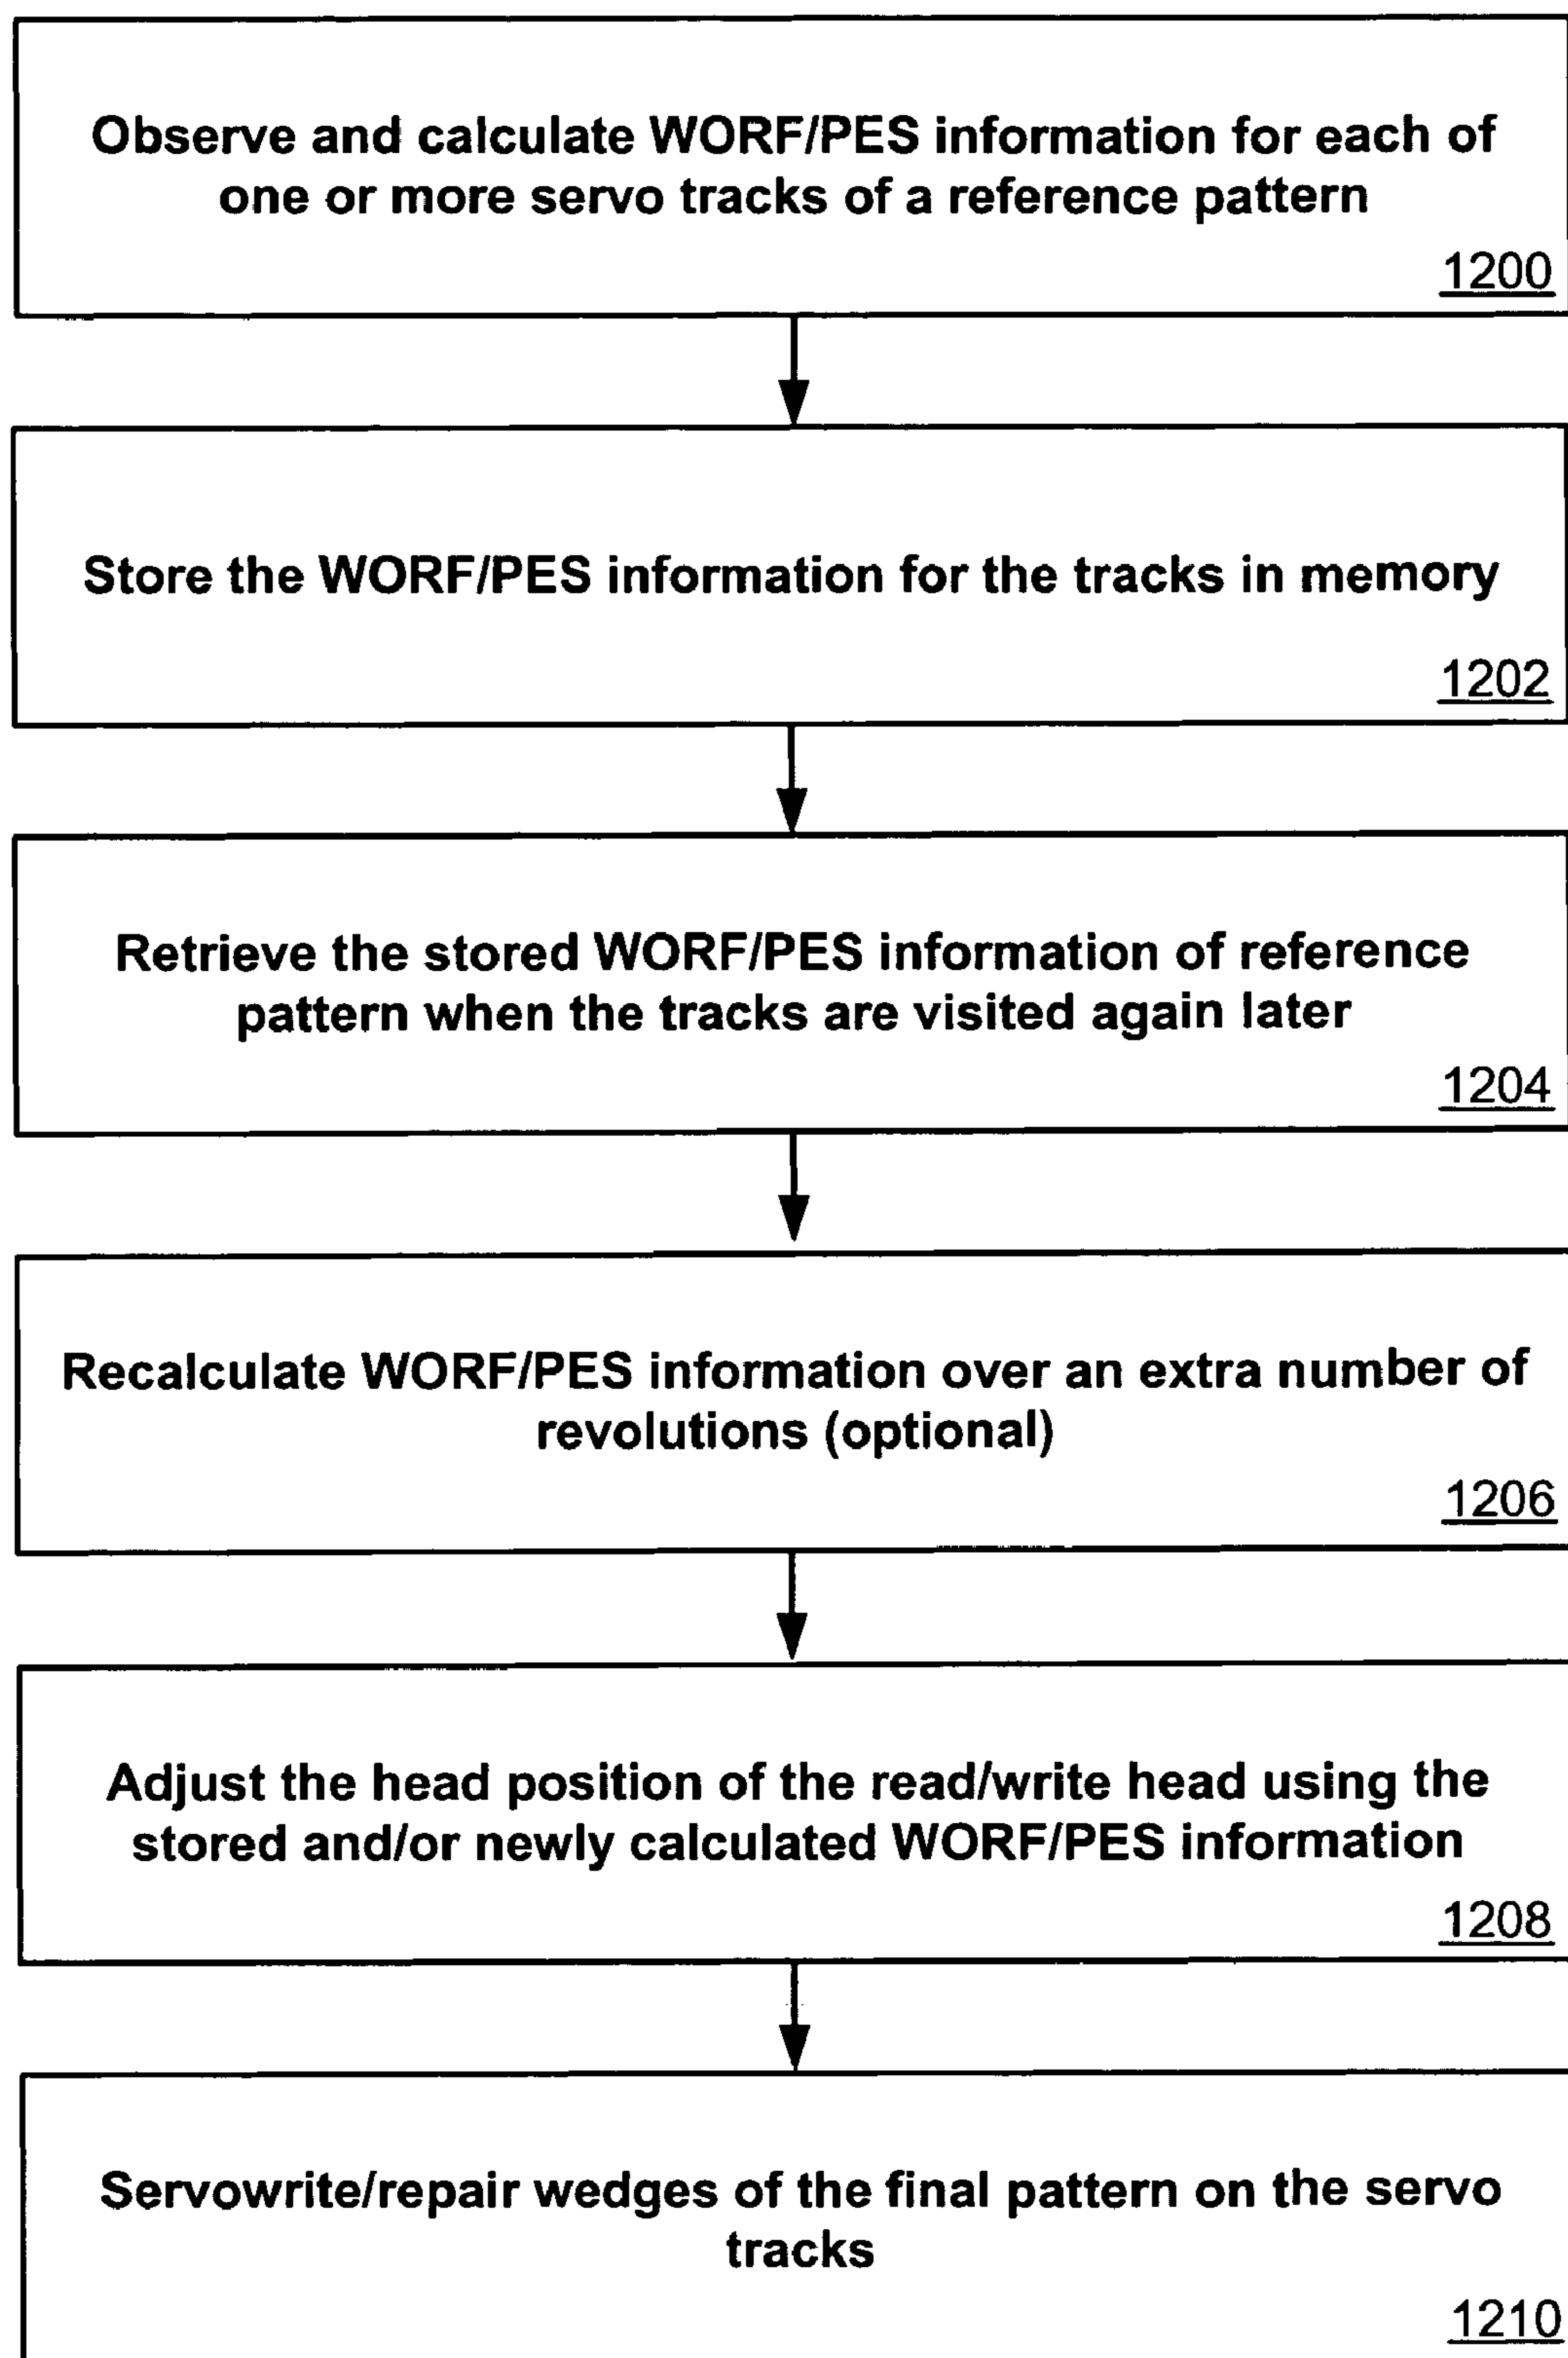 Observe and calculate WORF/PES information for each of
one or more servo tracks of a reference pattern
1200
Store the WORF/PES information for the tracks in memory
1202
Retrieve the stored WORF/PES information of reference
pattern when the tracks are visited again later
1204
Recalculate WORF/PES information over an extra number of
revolutions (optional)
1206
Adjust the head position of the read/write head using the
stored and/or newly calculated WORF/PES information
1208
Servowrite/repair wedges of the final pattern on the servo
tracks
1210